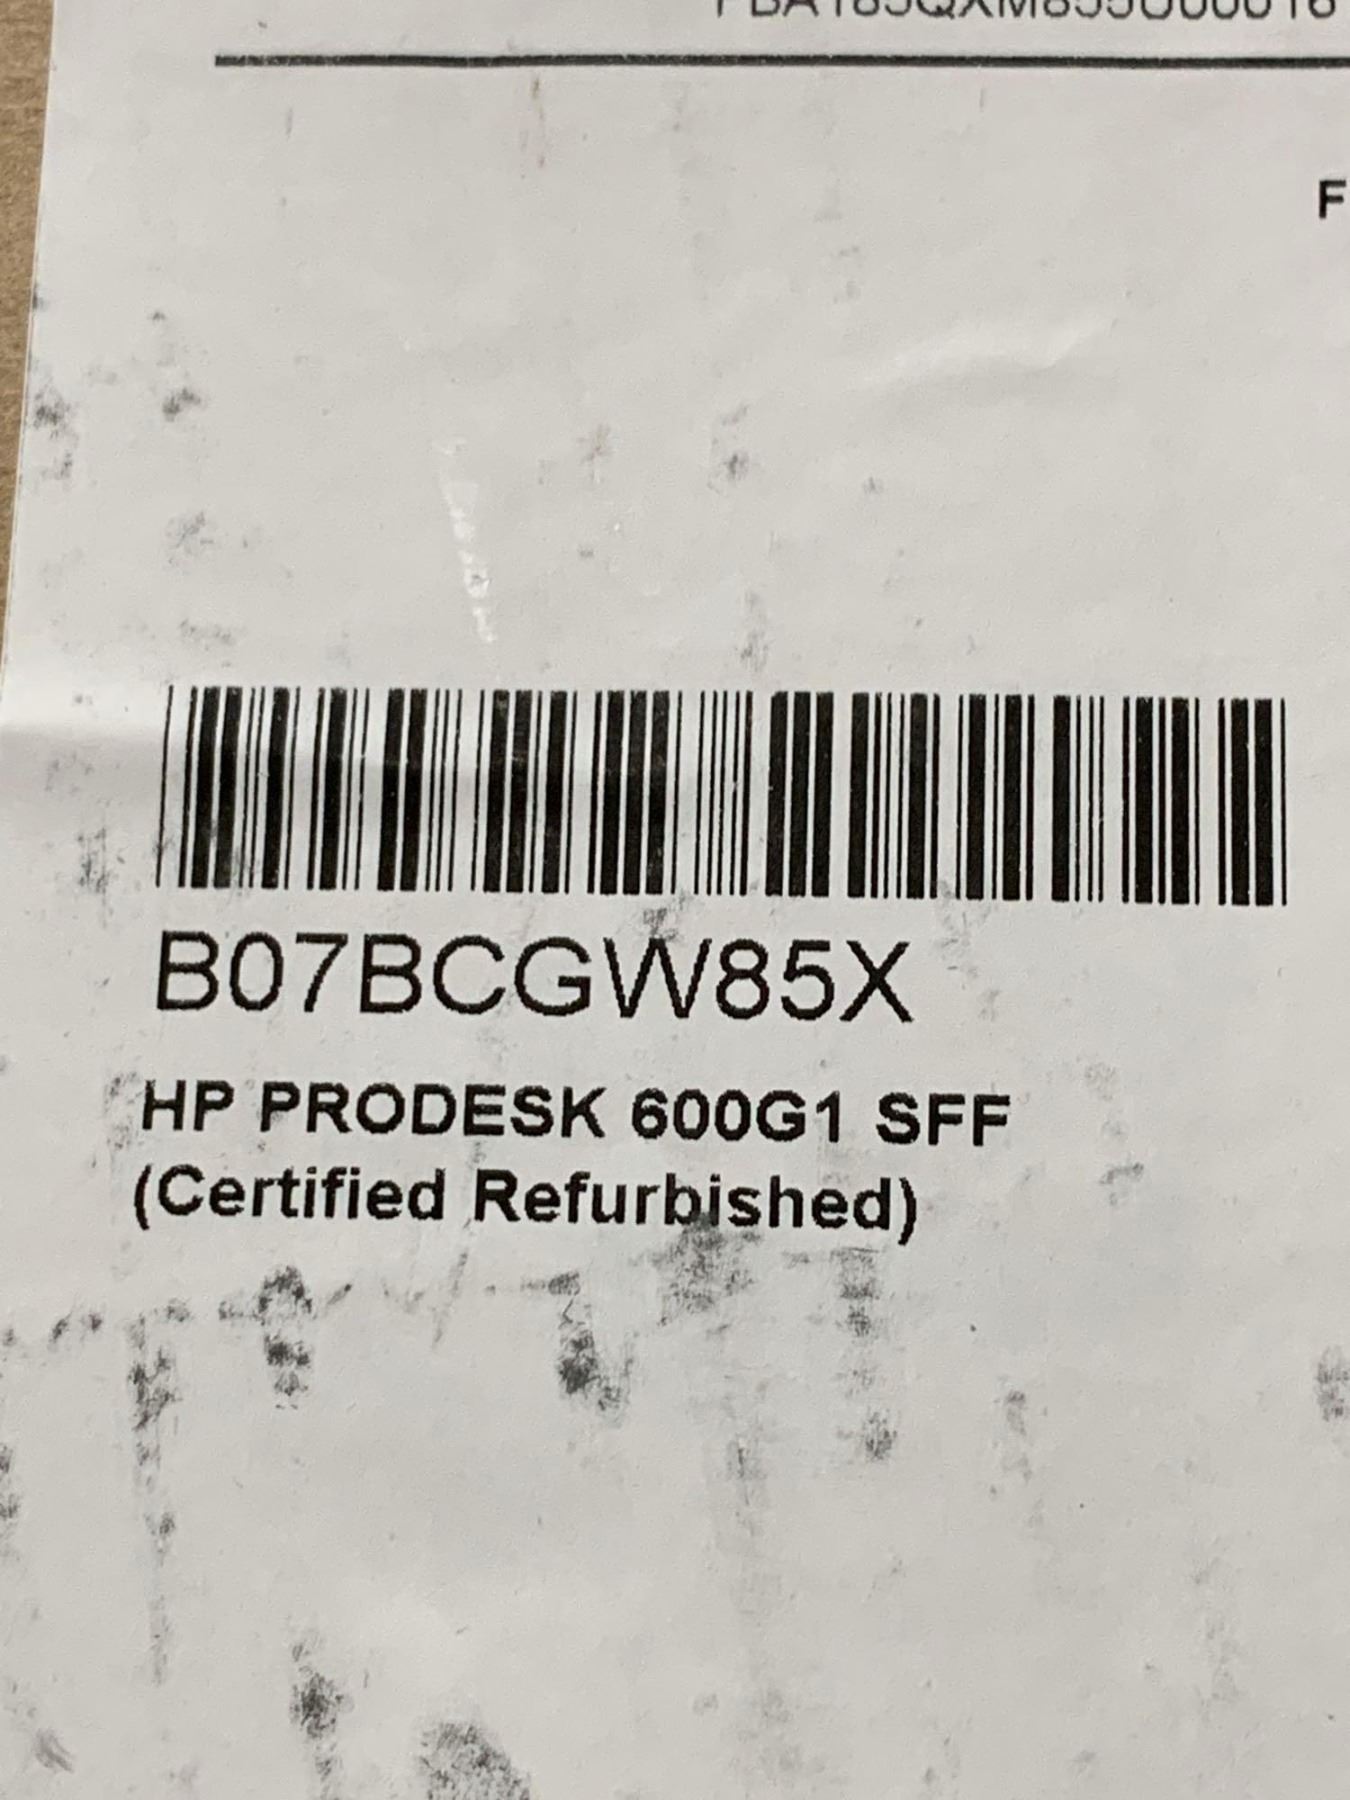 F
B07BCGW85X
HP PRODESK 600G1 SFF
(Certified Refurbished)